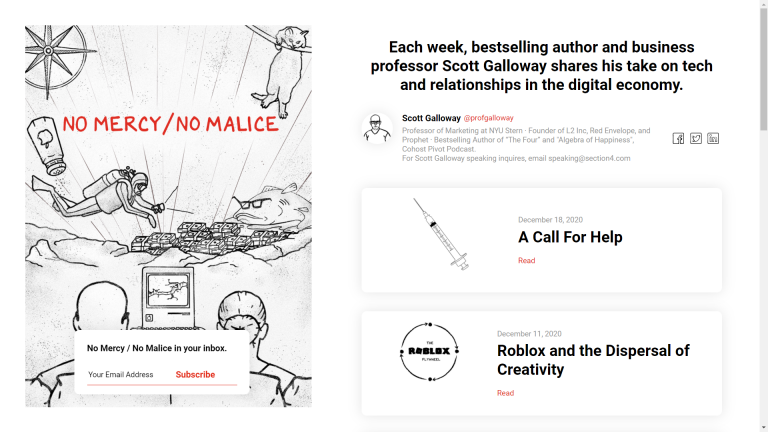 NO MERCY/NO MALICE
No Mercy / No Malice in your inbox.
Your Email Address
Subscribe
Each week, bestselling author and business
professor Scott Galloway shares his take on tech
and relationships in the digital economy.
Scott Galloway @profgalloway
Professor of Marketing at NYU Stern · Founder of L2 Inc, Red Envelope, and
Prophet · Bestselling Author of "The Four" and "Algebra of Happiness",
Cohost Pivot Podcast.
For Scott Galloway speaking inquires, email speaking@section4.com
December 18, 2020
A Call For Help
Read
THE
ROBLOX
FLYWHEEL
December 11, 2020
Roblox and the Dispersal of
Creativity
Read